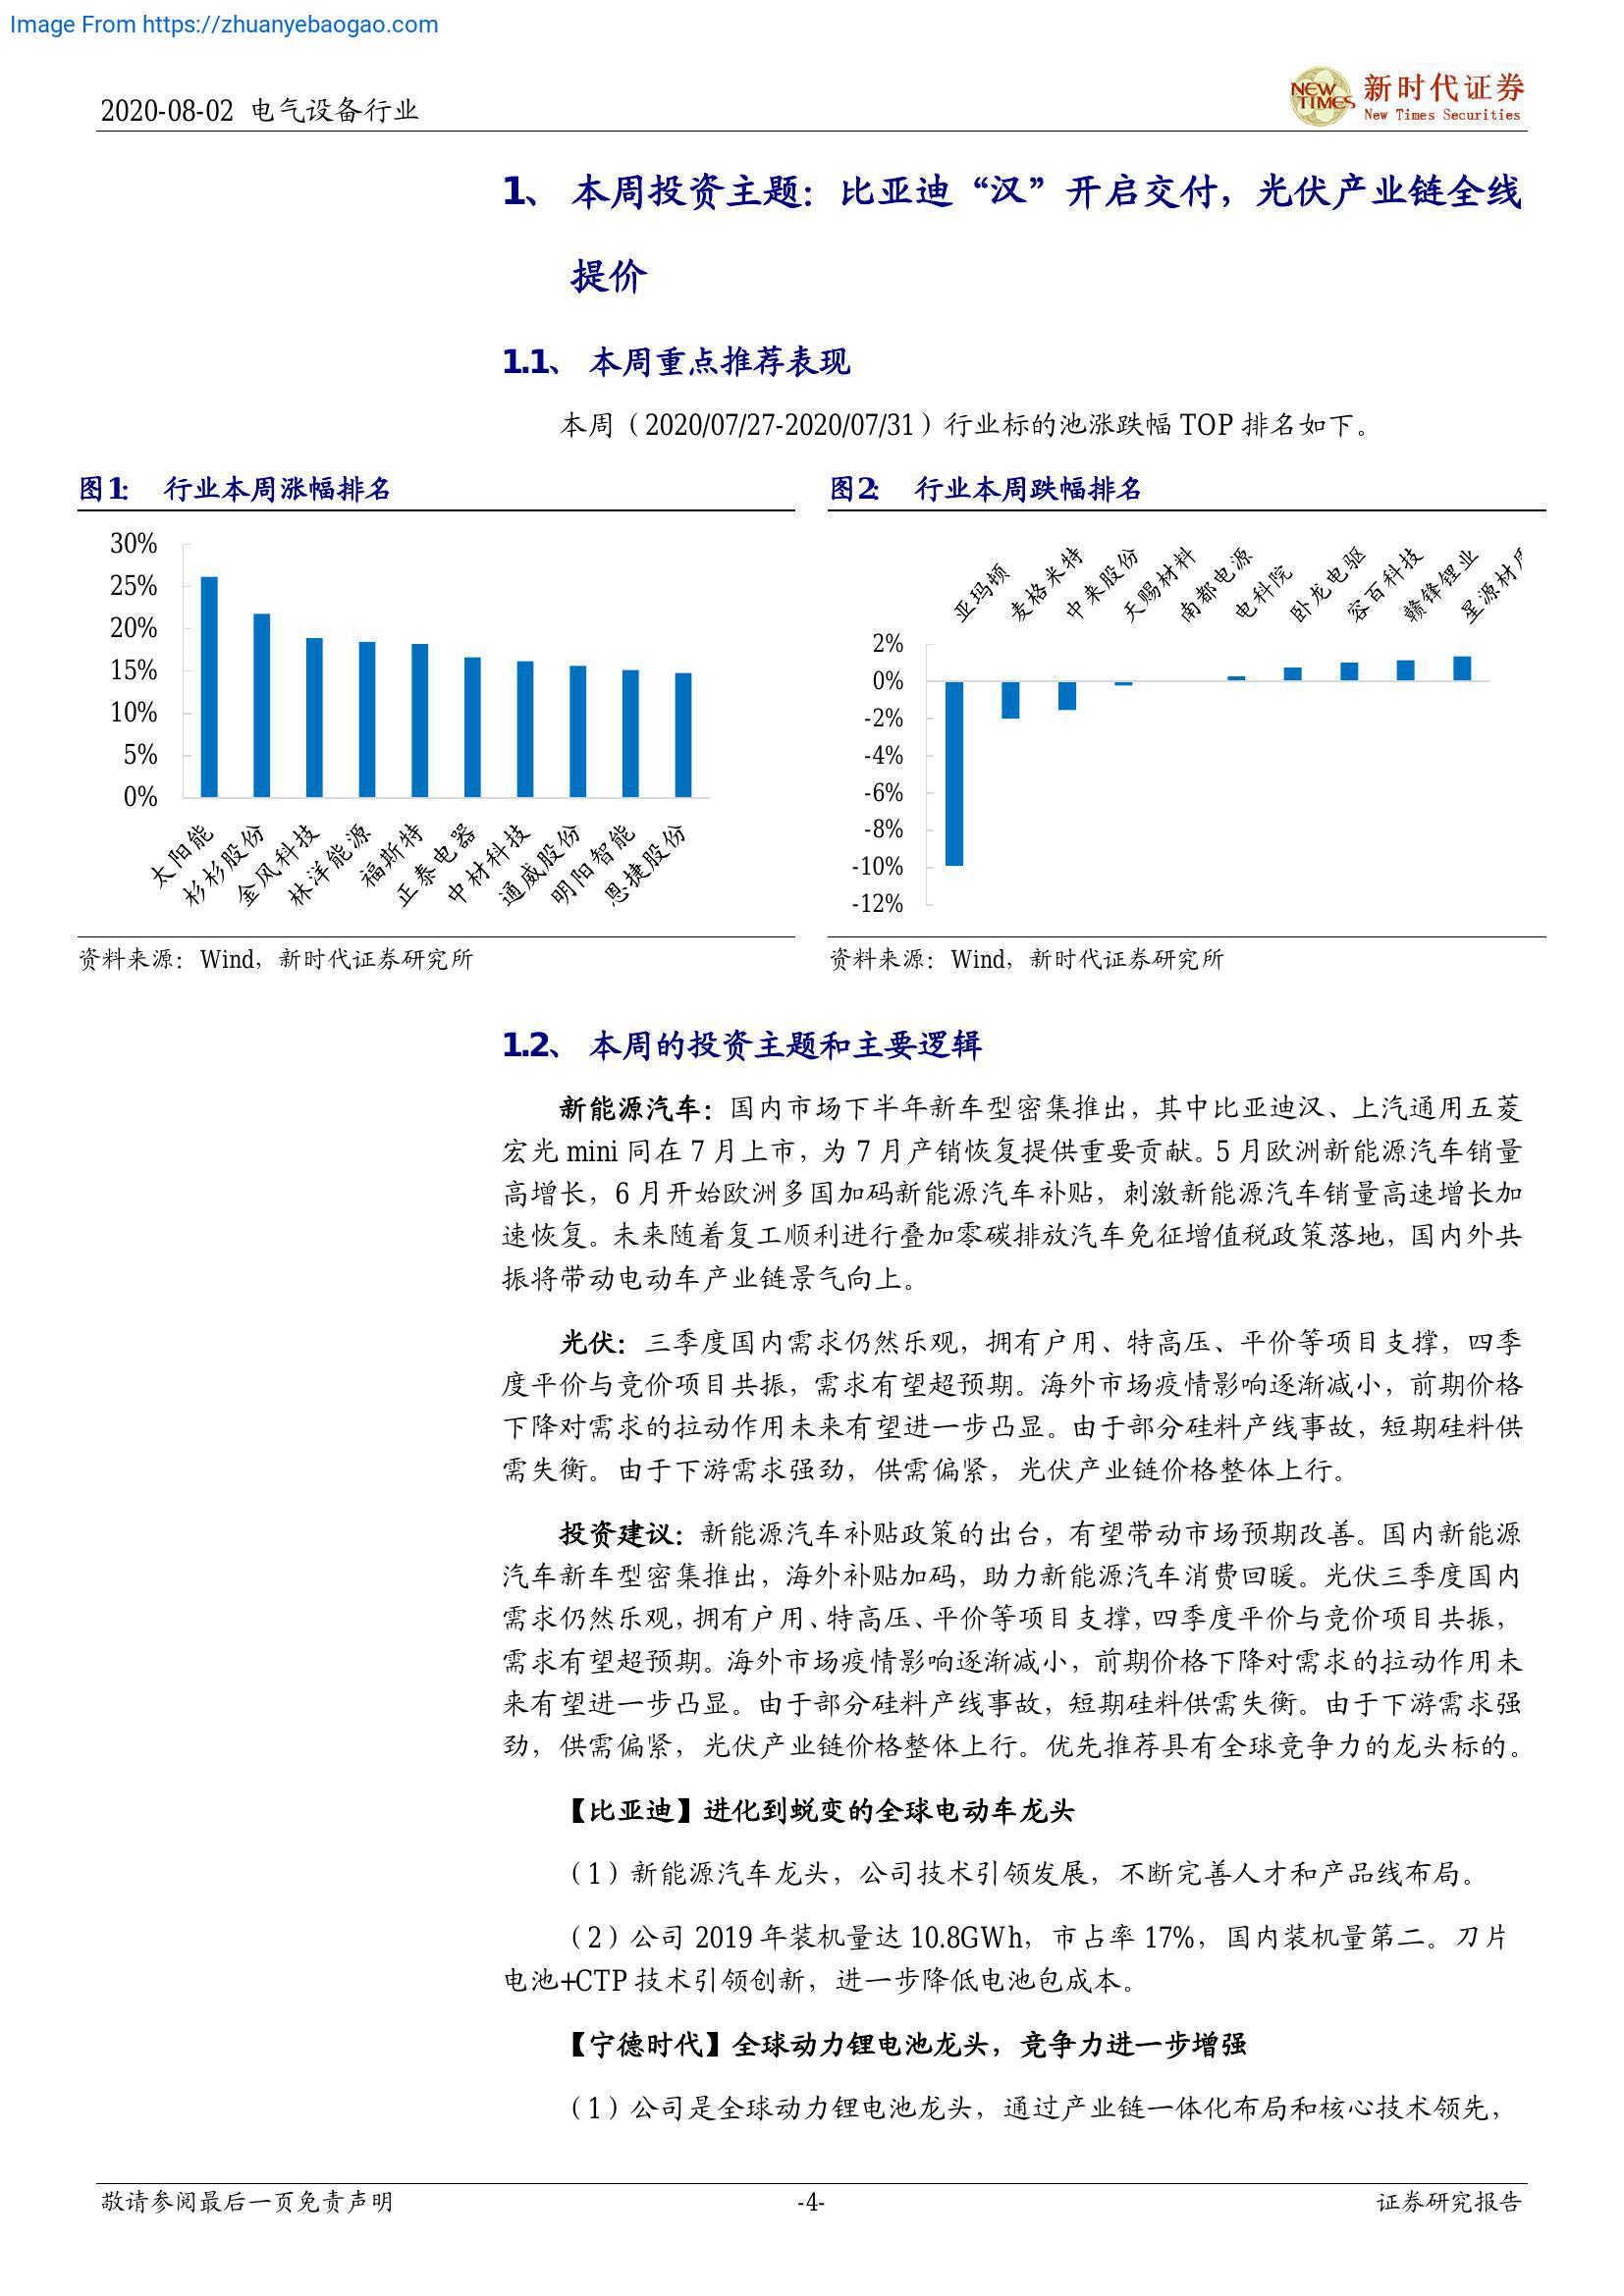 Image From https://zhuanyebaogao.com
2020-08-02 电气设备行业
NEW TIMES
新时代证券
New Times Securities
1、 本周投资主题：比亚迪“汉”开启交付，光伏产业链全线
提价
1.1、 本周重点推荐表现
本周（2020/07/27-2020/07/31）行业标的池涨跌幅 TOP 排名如下。
图1： 行业本周涨幅排名
30%
25%
20%
15%
10%
5%
0%
太阳能
杉杉股份
金风科技
林洋能源
福斯特
正泰电器
中材科技
通威股份
明阳智能
恩捷股份
资料来源：Wind，新时代证券研究所
图2： 行业本周跌幅排名
亚玛顿
麦格米特
中来股份
天赐材料
南都电源
电科院
卧龙电驱
容百科技
赣锋锂业
星源材
2%
0%
-2%
-4%
-6%
-8%
-10%
-12%
资料来源：Wind，新时代证券研究所
1.2、 本周的投资主题和主要逻辑
新能源汽车：国内市场下半年新车型密集推出，其中比亚迪汉、上汽通用五菱
宏光 mini 同在 7 月上市，为 7 月产销恢复提供重要贡献。5 月欧洲新能源汽车销量
高增长，6 月开始欧洲多国加码新能源汽车补贴，刺激新能源汽车销量高速增长加
速恢复。未来随着复工顺利进行叠加零碳排放汽车免征增值税政策落地，国内外共
振将带动电动车产业链景气向上。
光伏：三季度国内需求仍然乐观，拥有户用、特高压、平价等项目支撑，四季
度平价与竞价项目共振，需求有望超预期。海外市场疫情影响逐渐减小，前期价格
下降对需求的拉动作用未来有望进一步凸显。由于部分硅料产线事故，短期硅料供
需失衡。由于下游需求强劲，供需偏紧，光伏产业链价格整体上行。
投资建议：新能源汽车补贴政策的出台，有望带动市场预期改善。国内新能源
汽车新车型密集推出，海外补贴加码，助力新能源汽车消费回暖。光伏三季度国内
需求仍然乐观，拥有户用、特高压、平价等项目支撑，四季度平价与竞价项目共振，
需求有望超预期。海外市场疫情影响逐渐减小，前期价格下降对需求的拉动作用未
来有望进一步凸显。由于部分硅料产线事故，短期硅料供需失衡。由于下游需求强
劲，供需偏紧，光伏产业链价格整体上行。优先推荐具有全球竞争力的龙头标的。
【比亚迪】进化到蜕变的全球电动车龙头
（1）新能源汽车龙头，公司技术引领发展，不断完善人才和产品线布局。
（2）公司 2019 年装机量达 10.8GWh，市占率 17%，国内装机量第二。刀片
电池+CTP 技术引领创新，进一步降低电池包成本。
【宁德时代】全球动力锂电池龙头，竞争力进一步增强
（1）公司是全球动力锂电池龙头，通过产业链一体化布局和核心技术领先，
敬请参阅最后一页免责声明
-4-
证券研究报告